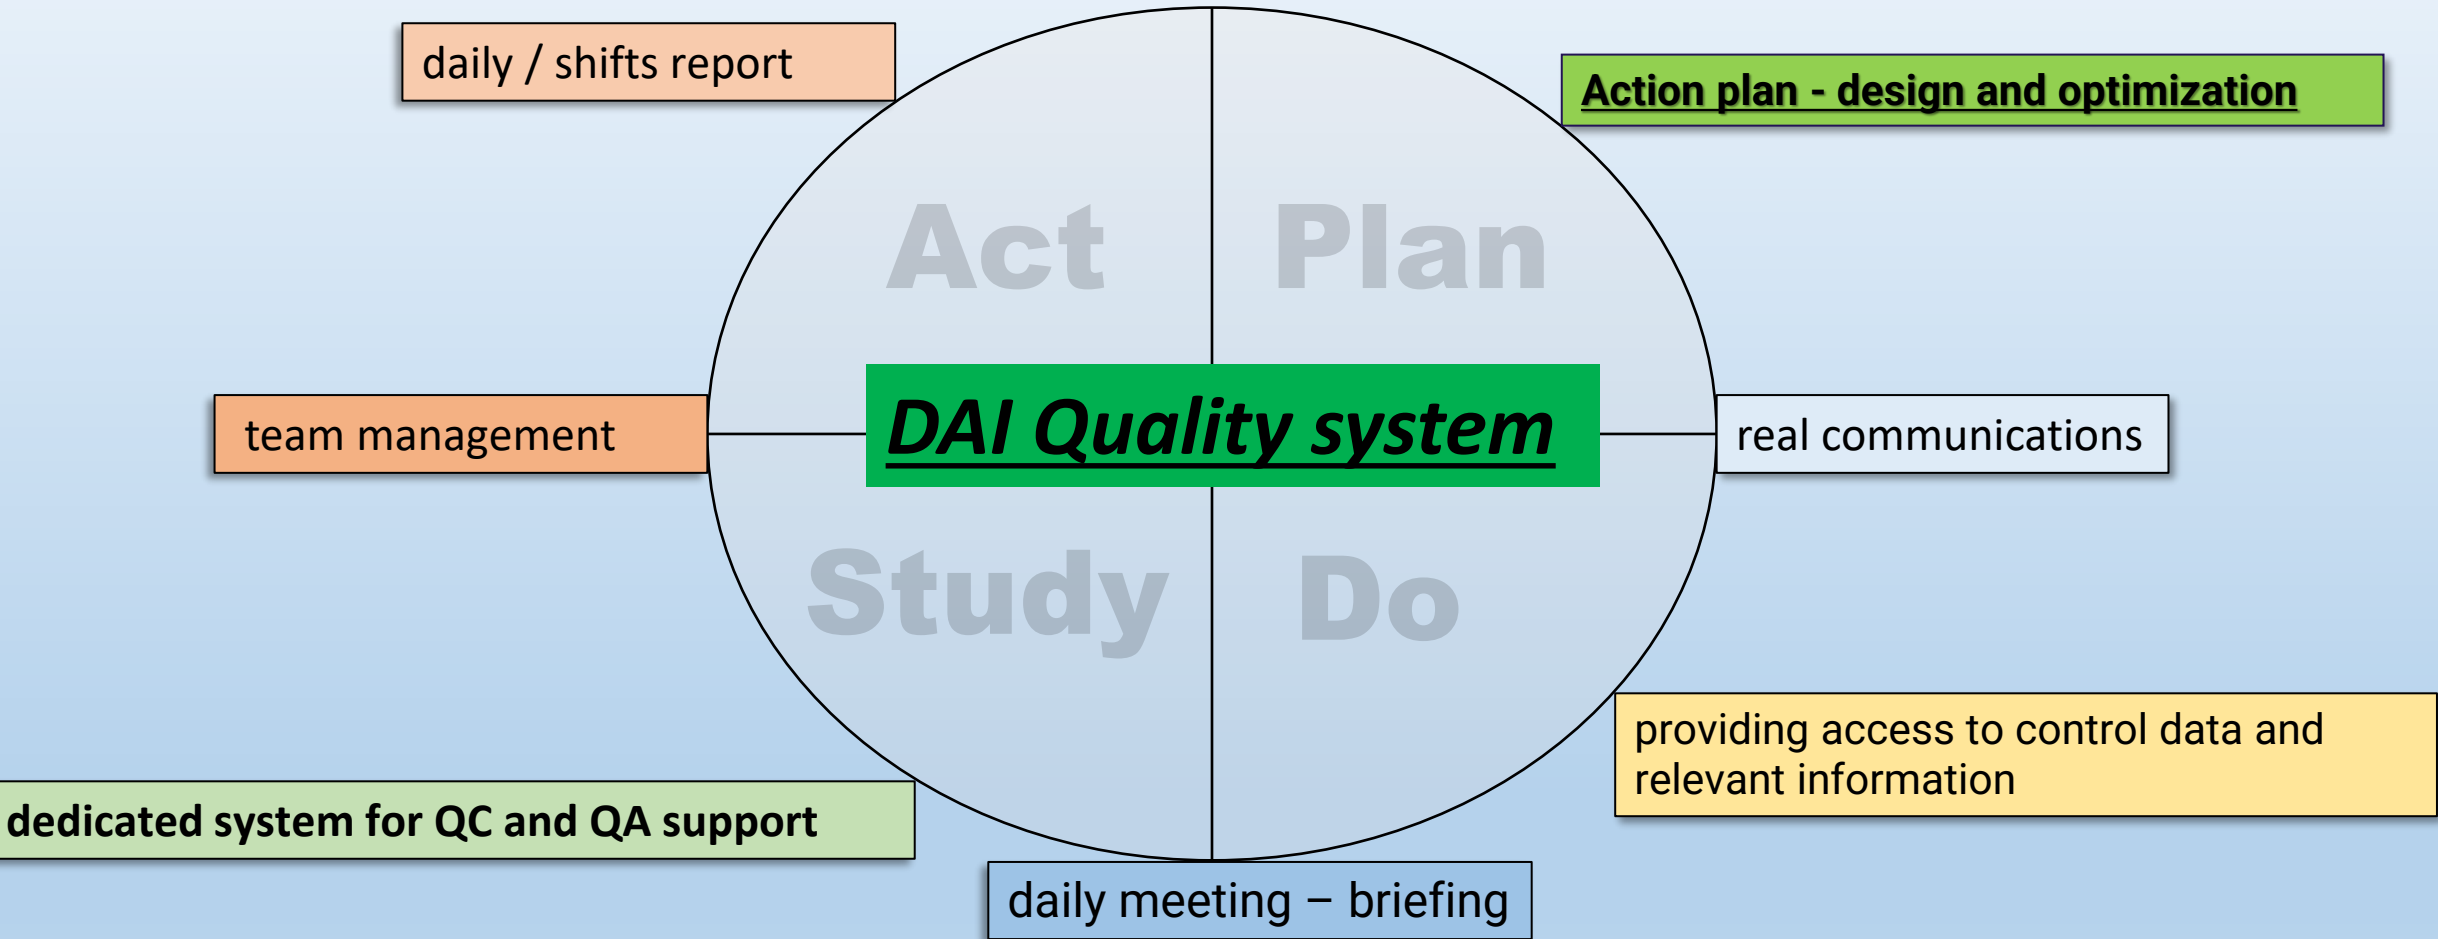 daily / shifts report
Action plan - design and optimization
Act
Plan
team management
DAI Quality system
real communications
Study
Do
providing access to control data and
relevant information
dedicated system for QC and QA support
daily meeting – briefing